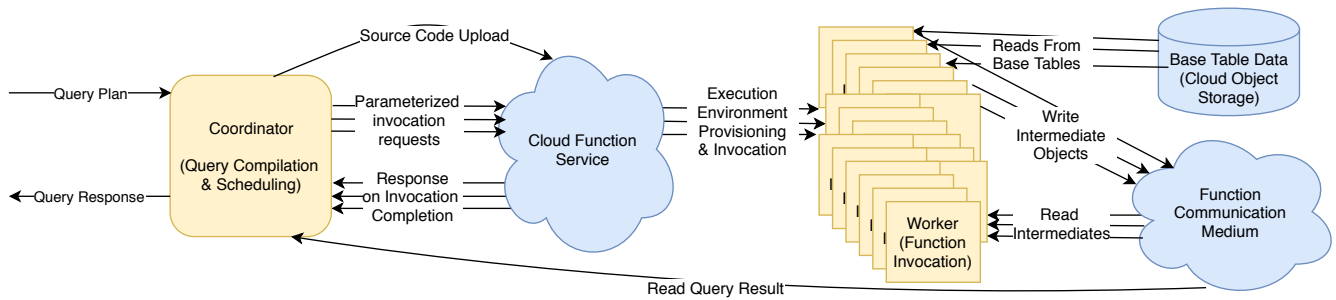 Source Code Upload
Query Plan
Coordinator
(Query Compilation
& Scheduling)
Query Response
Parameterized
invocation
requests
Response
on Invocation
Completion
Cloud Function
Service
Execution
Environment
Provisioning
& Invocation
Reads From
Base Tables
Base Table Data
(Cloud Object
Storage)
Write
Intermediate
Objects
Function
Communication
Medium
Read
Intermediates
Worker
(Function
Invocation)
Read Query Result